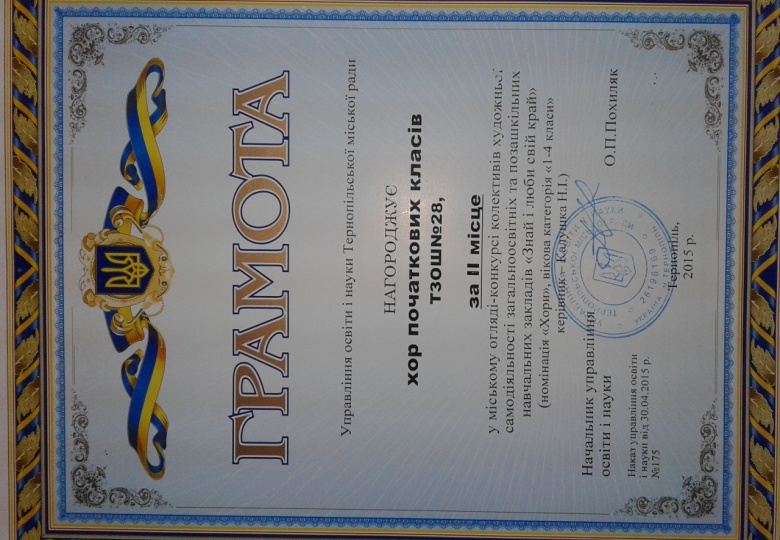 ГРАМОТА
Управління освіти і науки Тернопільської міської ради
НАГОРОДЖУЄ
хор початкових класів
ТЗОШ№28,
за ІІ місце
у міському огляді-конкурсі колективів художньої
самодіяльності загальноосвітніх та позашкільних
навчальних закладів «Знай і люби свій край»
(номінація «Хори», вікова категорія «1-4 класи»
керівник – Калушка Н.І.)
Начальник управління
освіти і науки
О.П.Похиляк
Наказ управління освіти
і науки від 30.04.2015 р.
№175
Тернопіль,
2015 р.
26198169